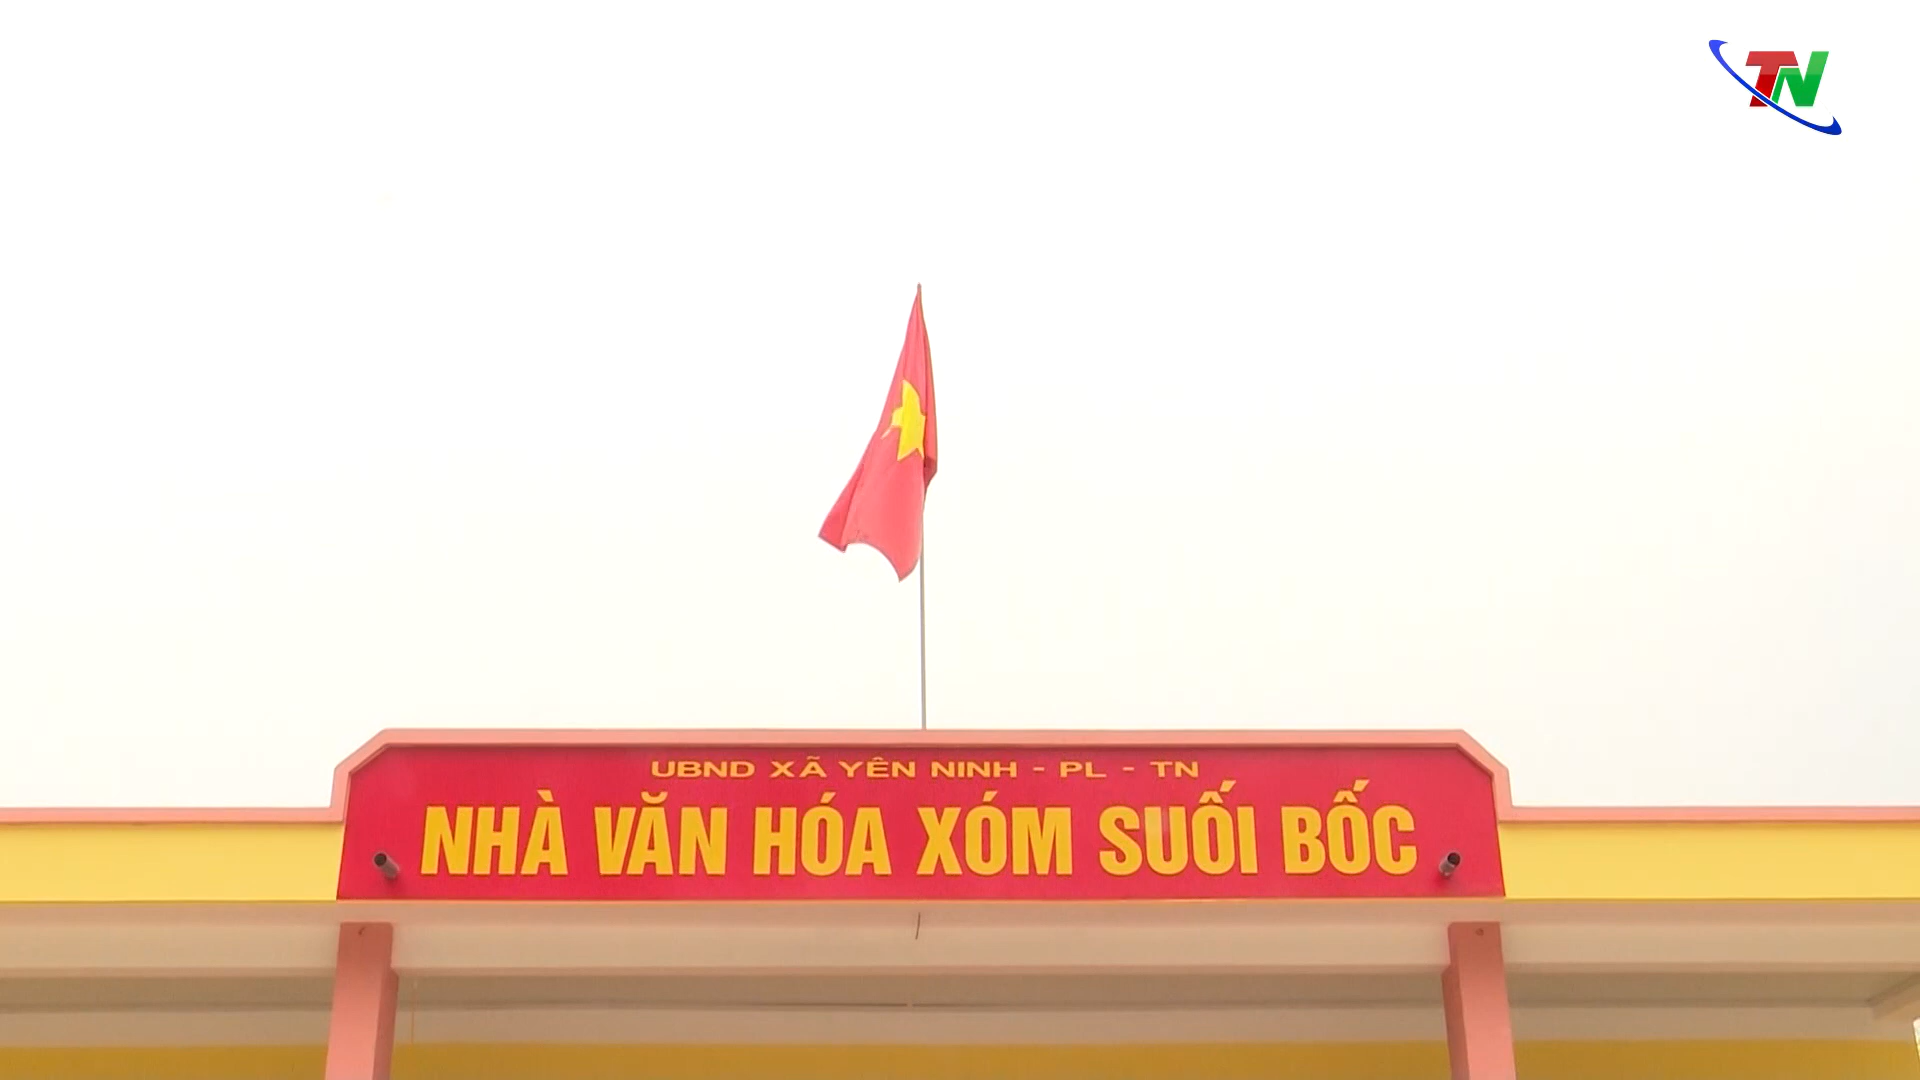 TN
UBND XÃ YÊN NINH - PL - TN
NHÀ VĂN HÓA XÓM SUỐI BỐC